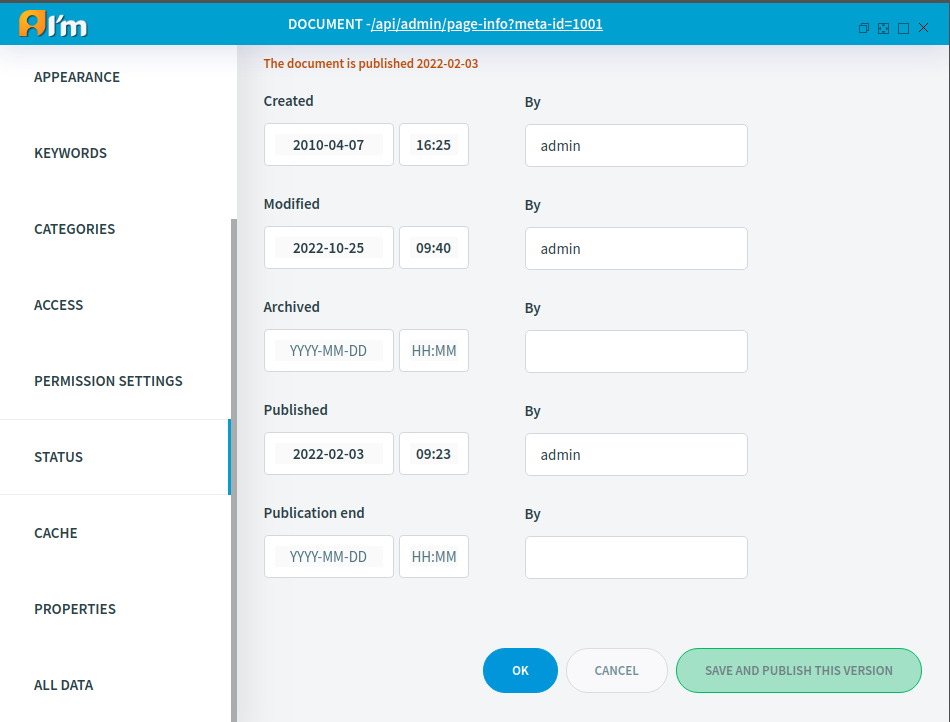 I'm
DOCUMENT -/api/admin/page-info?meta-id=1001
APPEARANCE
KEYWORDS
CATEGORIES
ACCESS
PERMISSION SETTINGS
STATUS
CACHE
PROPERTIES
ALL DATA
The document is published 2022-02-03
Created By
2010-04-07 16:25 admin
Modified By
2022-10-25 09:40 admin
Archived By
YYYY-MM-DD HH:MM
Published By
2022-02-03 09:23 admin
Publication end By
YYYY-MM-DD HH:MM
OK CANCEL SAVE AND PUBLISH THIS VERSION